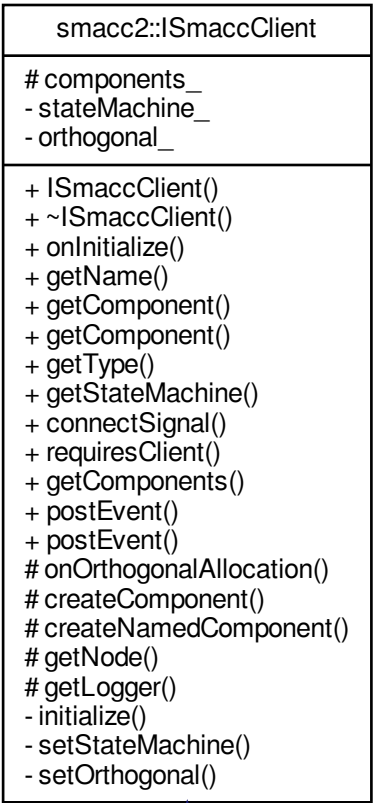 smacc2::ISmaccClient
# components_
- stateMachine_
- orthogonal_
+ ISmaccClient()
+ ~ISmaccClient()
+ onInitialize()
+ getName()
+ getComponent()
+ getComponent()
+ getType()
+ getStateMachine()
+ connectSignal()
+ requiresClient()
+ getComponents()
+ postEvent()
+ postEvent()
# onOrthogonalAllocation()
# createComponent()
# createNamedComponent()
# getNode()
# getLogger()
- initialize()
- setStateMachine()
- setOrthogonal()